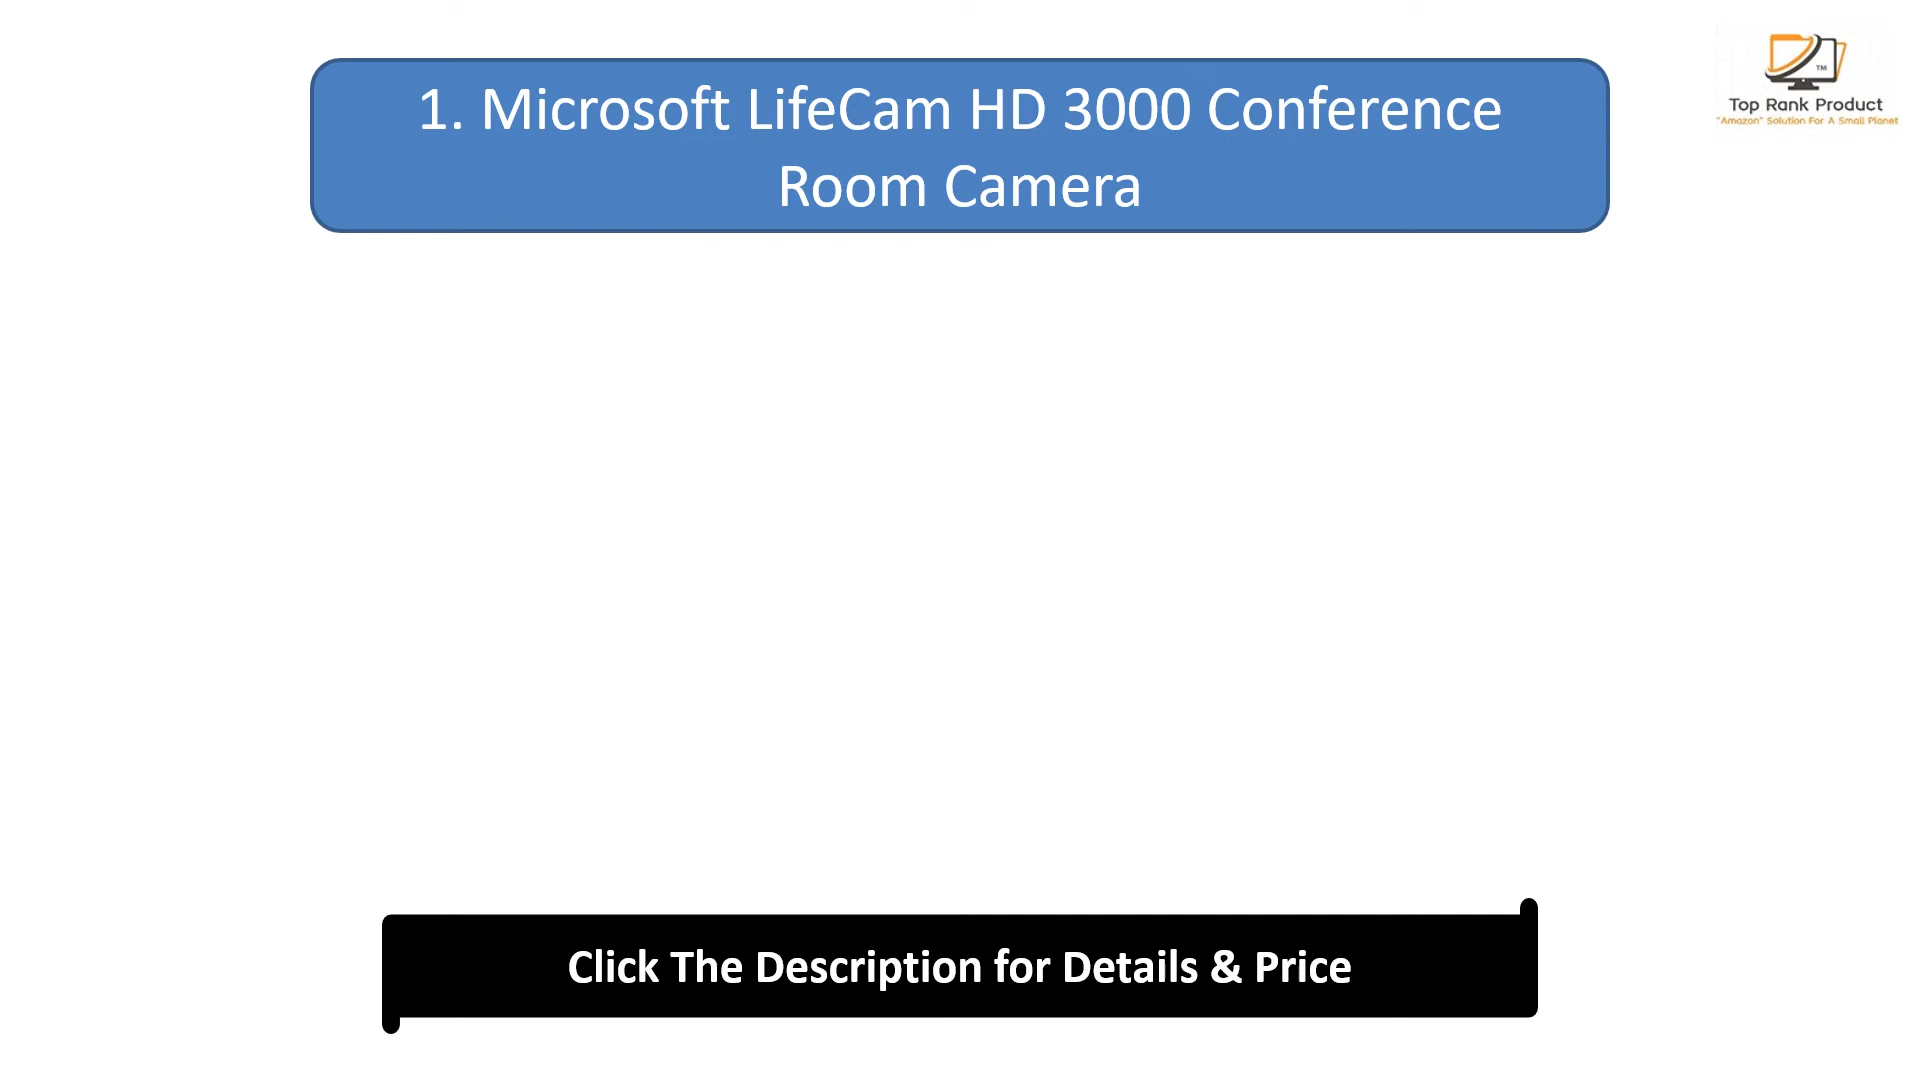 1. Microsoft LifeCam HD 3000 Conference
Room Camera
TM
Top Rank Product
"Amazon" Solution For A Small Planet
Click The Description for Details & Price